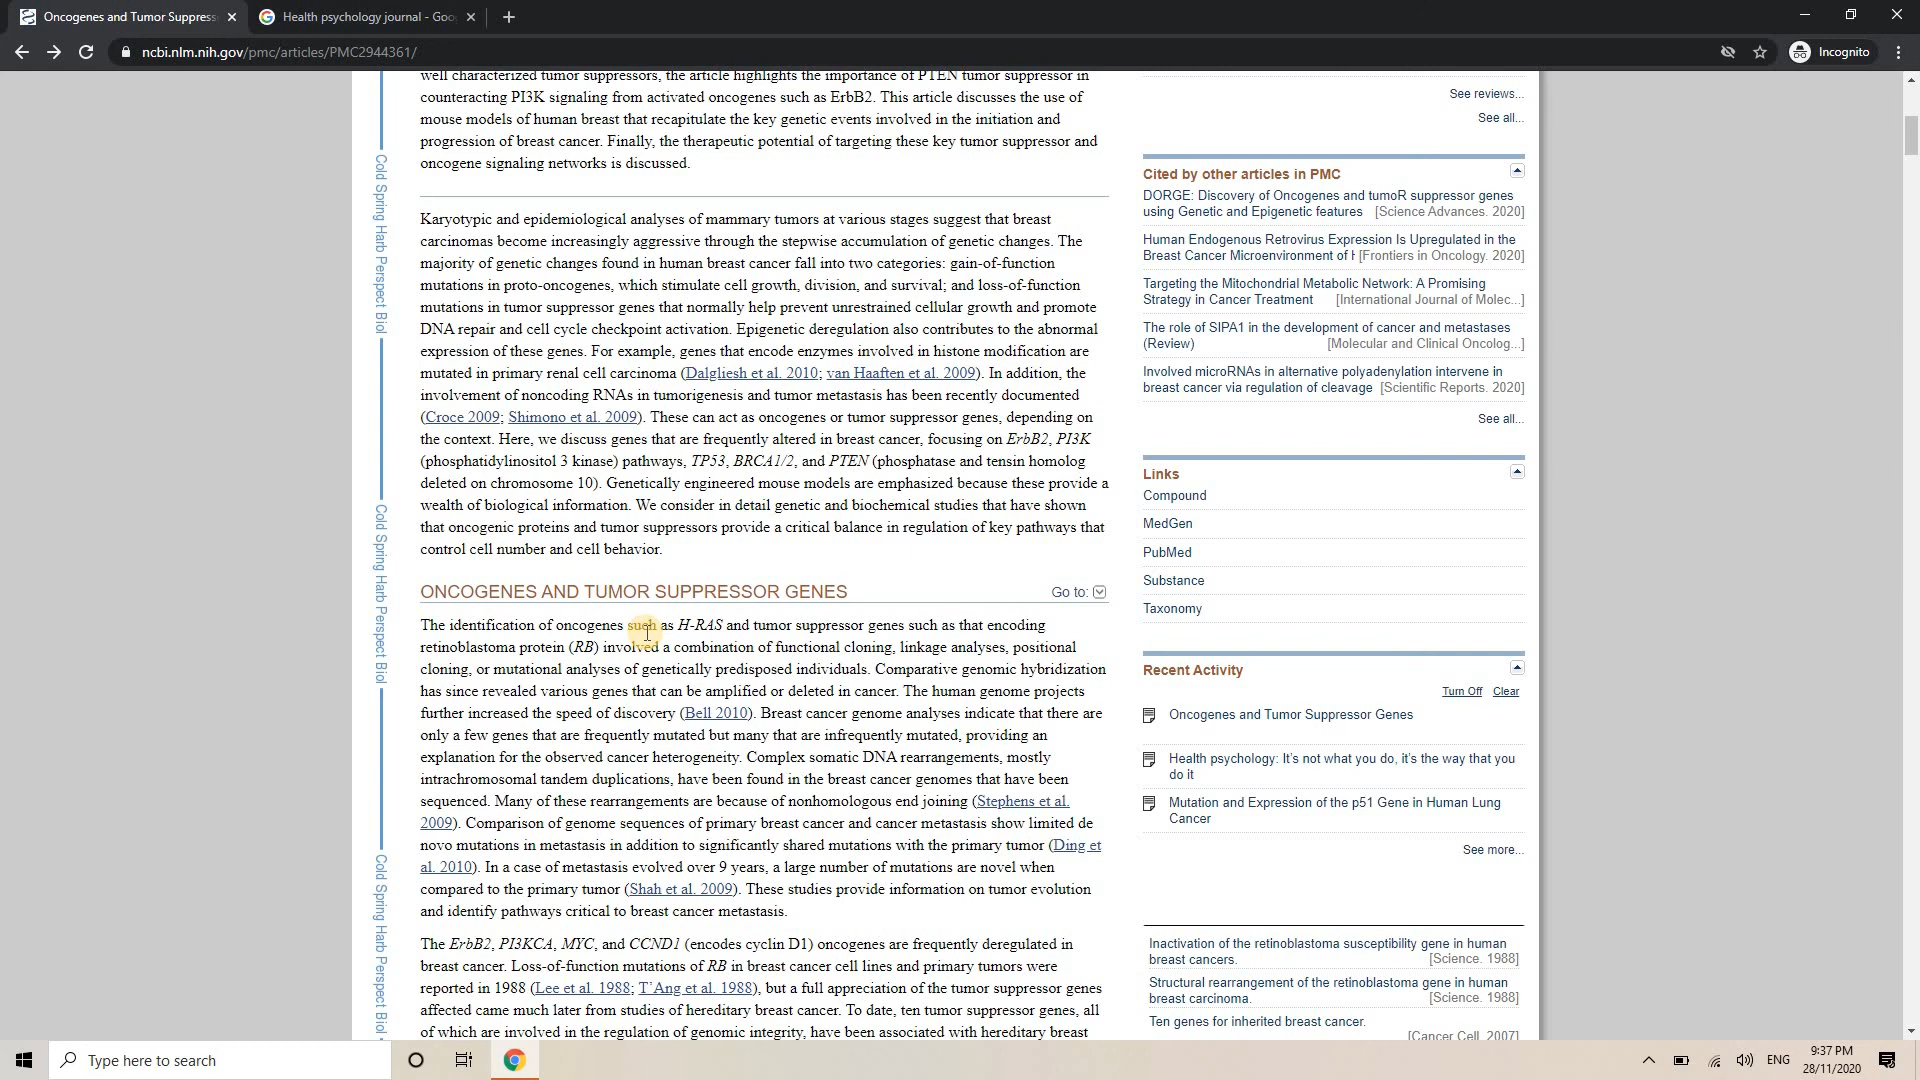 Oncogenes and Tumor Suppress
Health psychology journal - Goo
ncbi.nlm.nih.gov/pmc/articles/PMC2944361/
Incognito
Cold Spring Harb Perspect Biol
Cold Spring Harb Perspect Biol
Cold Spring Harb Perspect Biol
well characterized tumor suppressors, the article highlights the importance of PTEN tumor suppressor in
counteracting PI3K signaling from activated oncogenes such as ErbB2. This article discusses the use of
mouse models of human breast that recapitulate the key genetic events involved in the initiation and
progression of breast cancer. Finally, the therapeutic potential of targeting these key tumor suppressor and
oncogene signaling networks is discussed.
Karyotypic and epidemiological analyses of mammary tumors at various stages suggest that breast
carcinomas become increasingly aggressive through the stepwise accumulation of genetic changes. The
majority of genetic changes found in human breast cancer fall into two categories: gain-of-function
mutations in proto-oncogenes, which stimulate cell growth, division, and survival; and loss-of-function
mutations in tumor suppressor genes that normally help prevent unrestrained cellular growth and promote
DNA repair and cell cycle checkpoint activation. Epigenetic deregulation also contributes to the abnormal
expression of these genes. For example, genes that encode enzymes involved in histone modification are
mutated in primary renal cell carcinoma (Dalgliesh et al. 2010; van Haaften et al. 2009). In addition, the
involvement of noncoding RNAs in tumorigenesis and tumor metastasis has been recently documented
(Croce 2009; Shimono et al. 2009). These can act as oncogenes or tumor suppressor genes, depending on
the context. Here, we discuss genes that are frequently altered in breast cancer, focusing on ErbB2, PI3K
(phosphatidylinositol 3 kinase) pathways, TP53, BRCA1/2, and PTEN (phosphatase and tensin homolog
deleted on chromosome 10). Genetically engineered mouse models are emphasized because these provide a
wealth of biological information. We consider in detail genetic and biochemical studies that have shown
that oncogenic proteins and tumor suppressors provide a critical balance in regulation of key pathways that
control cell number and cell behavior.
ONCOGENES AND TUMOR SUPPRESSOR GENES
Go to:
The identification of oncogenes such as H-RAS and tumor suppressor genes such as that encoding
retinoblastoma protein (RB) involved a combination of functional cloning, linkage analyses, positional
cloning, or mutational analyses of genetically predisposed individuals. Comparative genomic hybridization
has since revealed various genes that can be amplified or deleted in cancer. The human genome projects
further increased the speed of discovery (Bell 2010). Breast cancer genome analyses indicate that there are
only a few genes that are frequently mutated but many that are infrequently mutated, providing an
explanation for the observed cancer heterogeneity. Complex somatic DNA rearrangements, mostly
intrachromosomal tandem duplications, have been found in the breast cancer genomes that have been
sequenced. Many of these rearrangements are because of nonhomologous end joining (Stephens et al.
2009). Comparison of genome sequences of primary breast cancer and cancer metastasis show limited de
novo mutations in metastasis in addition to significantly shared mutations with the primary tumor (Ding et
al. 2010). In a case of metastasis evolved over 9 years, a large number of mutations are novel when
compared to the primary tumor (Shah et al. 2009). These studies provide information on tumor evolution
and identify pathways critical to breast cancer metastasis.
The ErbB2, PI3KCA, MYC, and CCND1 (encodes cyclin D1) oncogenes are frequently deregulated in
breast cancer. Loss-of-function mutations of RB in breast cancer cell lines and primary tumors were
reported in 1988 (Lee et al. 1988; T'Ang et al. 1988), but a full appreciation of the tumor suppressor genes
affected came much later from studies of hereditary breast cancer. To date, ten tumor suppressor genes, all
of which are involved in the regulation of genomic integrity, have been associated with hereditary breast
See reviews...
See all...
Cited by other articles in PMC
DORGE: Discovery of Oncogenes and tumoR suppressor genes
using Genetic and Epigenetic features [Science Advances. 2020]
Human Endogenous Retrovirus Expression Is Upregulated in the
Breast Cancer Microenvironment of [Frontiers in Oncology. 2020]
Targeting the Mitochondrial Metabolic Network: A Promising
Strategy in Cancer Treatment [International Journal of Molec...]
The role of SIPA1 in the development of cancer and metastases
(Review) [Molecular and Clinical Oncolog...]
Involved microRNAs in alternative polyadenylation intervene in
breast cancer via regulation of cleavage [Scientific Reports. 2020]
See all...
Links
Compound
MedGen
PubMed
Substance
Taxonomy
Recent Activity
Turn Off Clear
Oncogenes and Tumor Suppressor Genes
Health psychology: It's not what you do, it's the way that you
do it
Mutation and Expression of the p51 Gene in Human Lung
Cancer
See more...
Inactivation of the retinoblastoma susceptibility gene in human
breast cancers. [Science. 1988]
Structural rearrangement of the retinoblastoma gene in human
breast carcinoma. [Science. 1988]
Ten genes for inherited breast cancer.
[Cancer Cell. 2007]
Type here to search
ENG
9:37 PM
28/11/2020